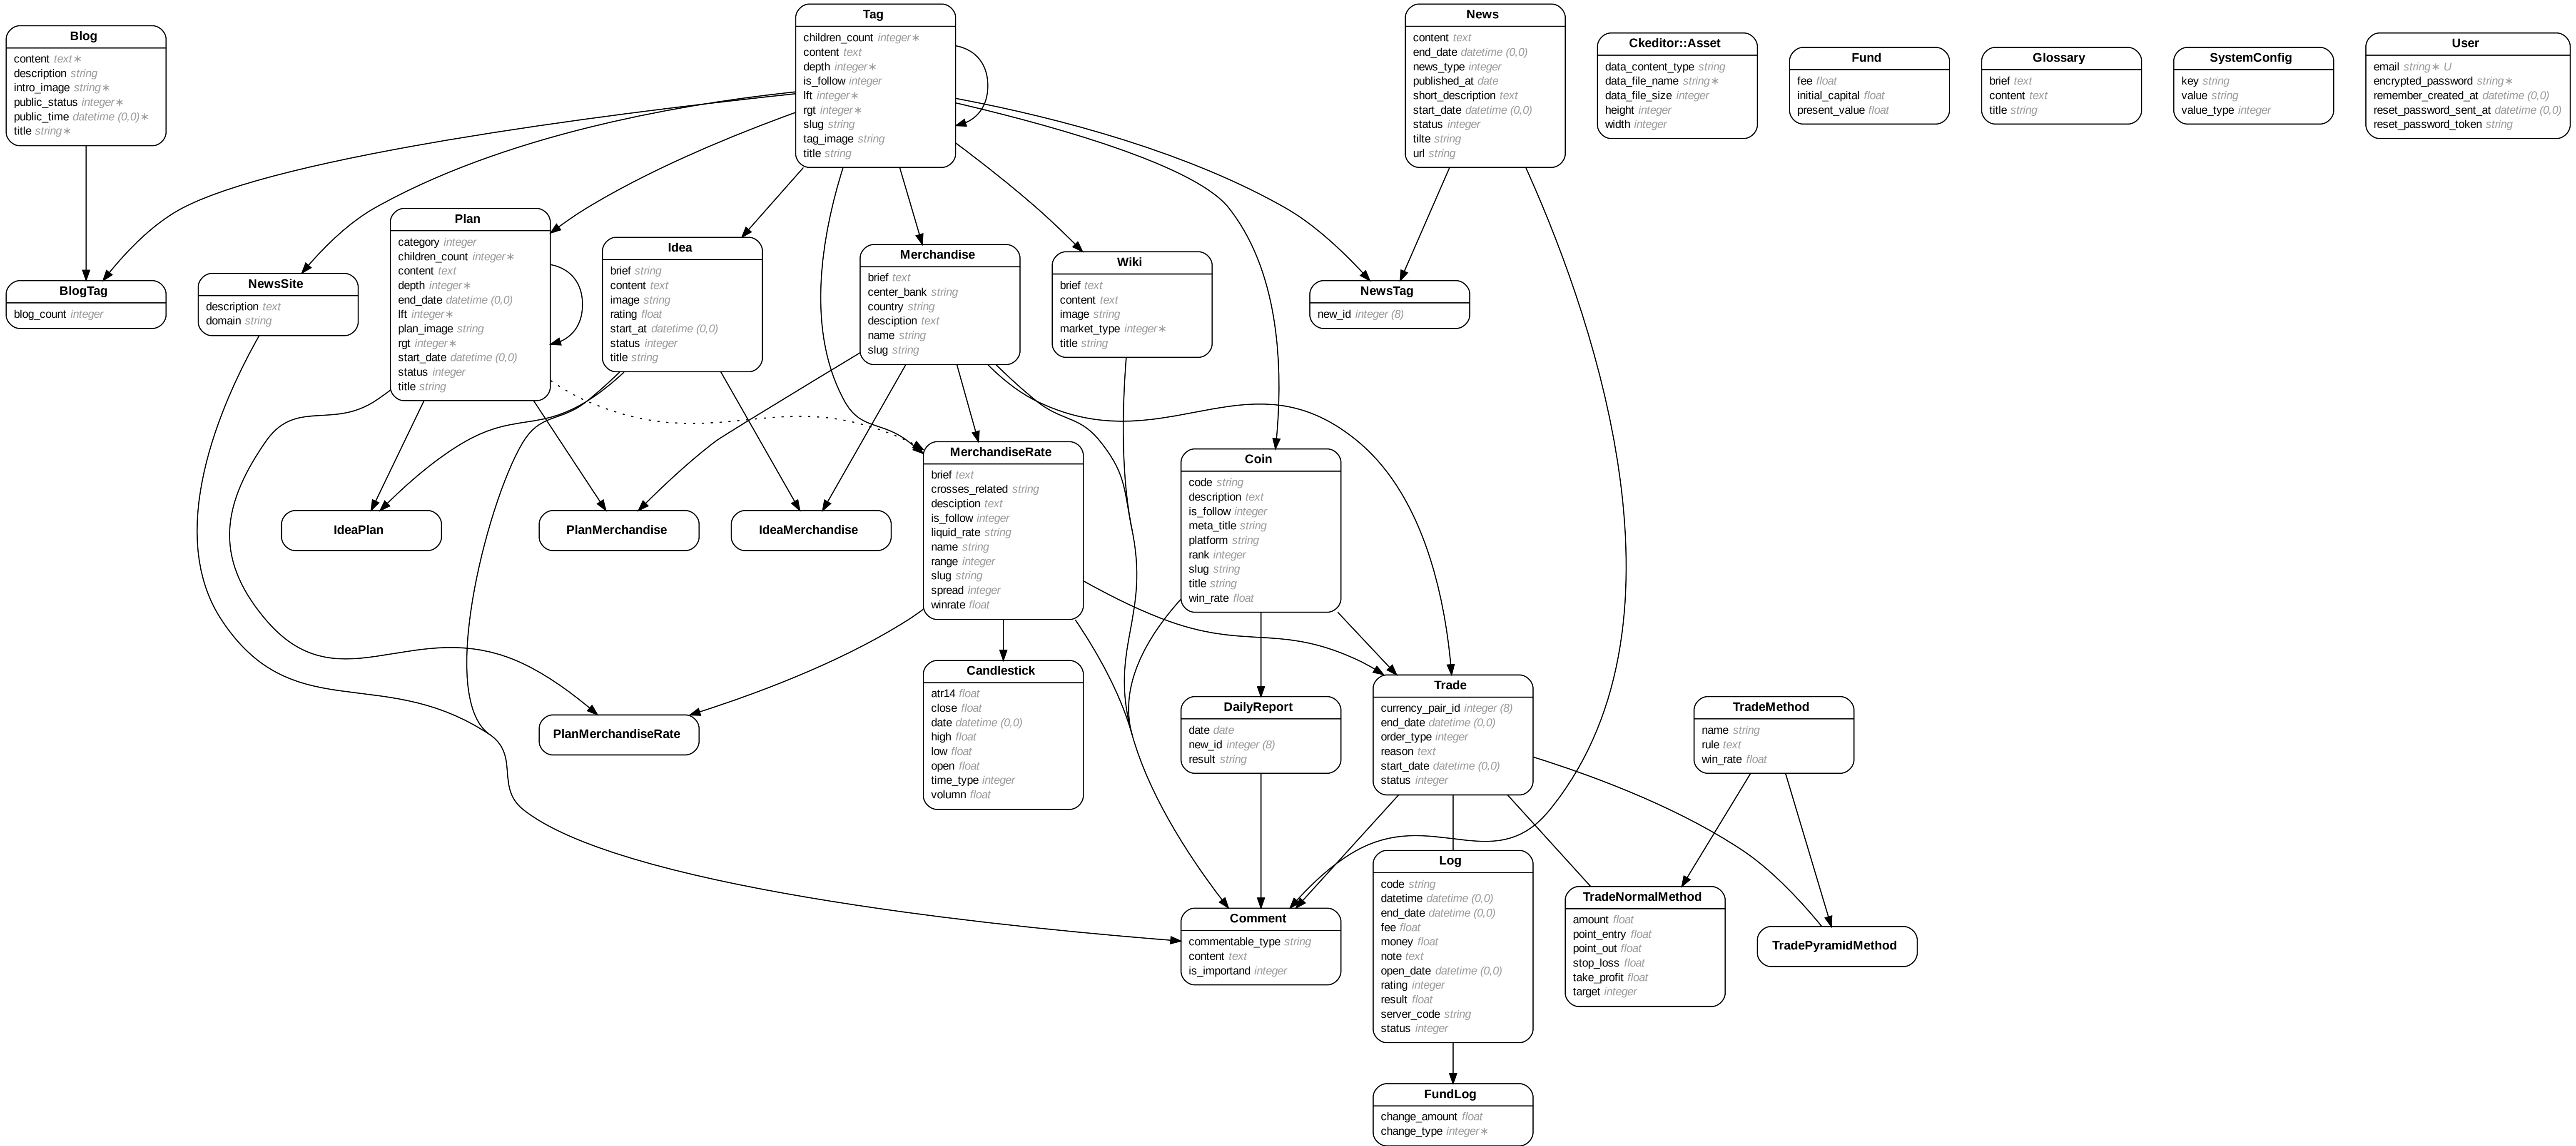 Blog
content text∗
description string
intro_image string∗
public_status integer∗
public_time datetime (0,0)∗
title string∗
Tag
children_count integer∗
content text
depth integer∗
is_follow integer
lft integer∗
rgt integer∗
slug string
tag_image string
title string
News
content text
end_date datetime (0,0)
news_type integer
published_at date
short_description text
start_date datetime (0,0)
status integer
tilte string
url string
Ckeditor::Asset
data_content_type string
data_file_name string∗
data_file_size integer
height integer
width integer
Fund
fee float
initial_capital float
present_value float
Glossary
brief text
content text
title string
SystemConfig
key string
value string
value_type integer
User
email string∗ U
encrypted_password string∗
remember_created_at datetime (0,0)
reset_password_sent_at datetime (0,0)
reset_password_token string
BlogTag
blog_count integer
NewsSite
description text
domain string
Plan
category integer
children_count integer∗
content text
depth integer∗
end_date datetime (0,0)
lft integer∗
plan_image string
rgt integer∗
start_date datetime (0,0)
status integer
title string
Idea
brief string
content text
image string
rating float
start_at datetime (0,0)
status integer
title string
Merchandise
brief text
center_bank string
country string
desciption text
name string
slug string
Wiki
brief text
content text
image string
market_type integer∗
title string
NewsTag
new_id integer (8)
IdeaPlan
PlanMerchandise
IdeaMerchandise
MerchandiseRate
brief text
crosses_related string
desciption text
is_follow integer
liquid_rate string
name string
range integer
slug string
spread integer
winrate float
Coin
code string
description text
is_follow integer
meta_title string
platform string
rank integer
slug string
title string
win_rate float
PlanMerchandiseRate
Candlestick
atr14 float
close float
date datetime (0,0)
high float
low float
open float
time_type integer
volumn float
DailyReport
date date
new_id integer (8)
result string
Trade
currency_pair_id integer (8)
end_date datetime (0,0)
order_type integer
reason text
start_date datetime (0,0)
status integer
TradeMethod
name string
rule text
win_rate float
Comment
commentable_type string
content text
is_importand integer
Log
code string
datetime datetime (0,0)
end_date datetime (0,0)
fee float
money float
note text
open_date datetime (0,0)
rating integer
result float
server_code string
status integer
TradeNormalMethod
amount float
point_entry float
point_out float
stop_loss float
take_profit float
target integer
TradePyramidMethod
FundLog
change_amount float
change_type integer∗